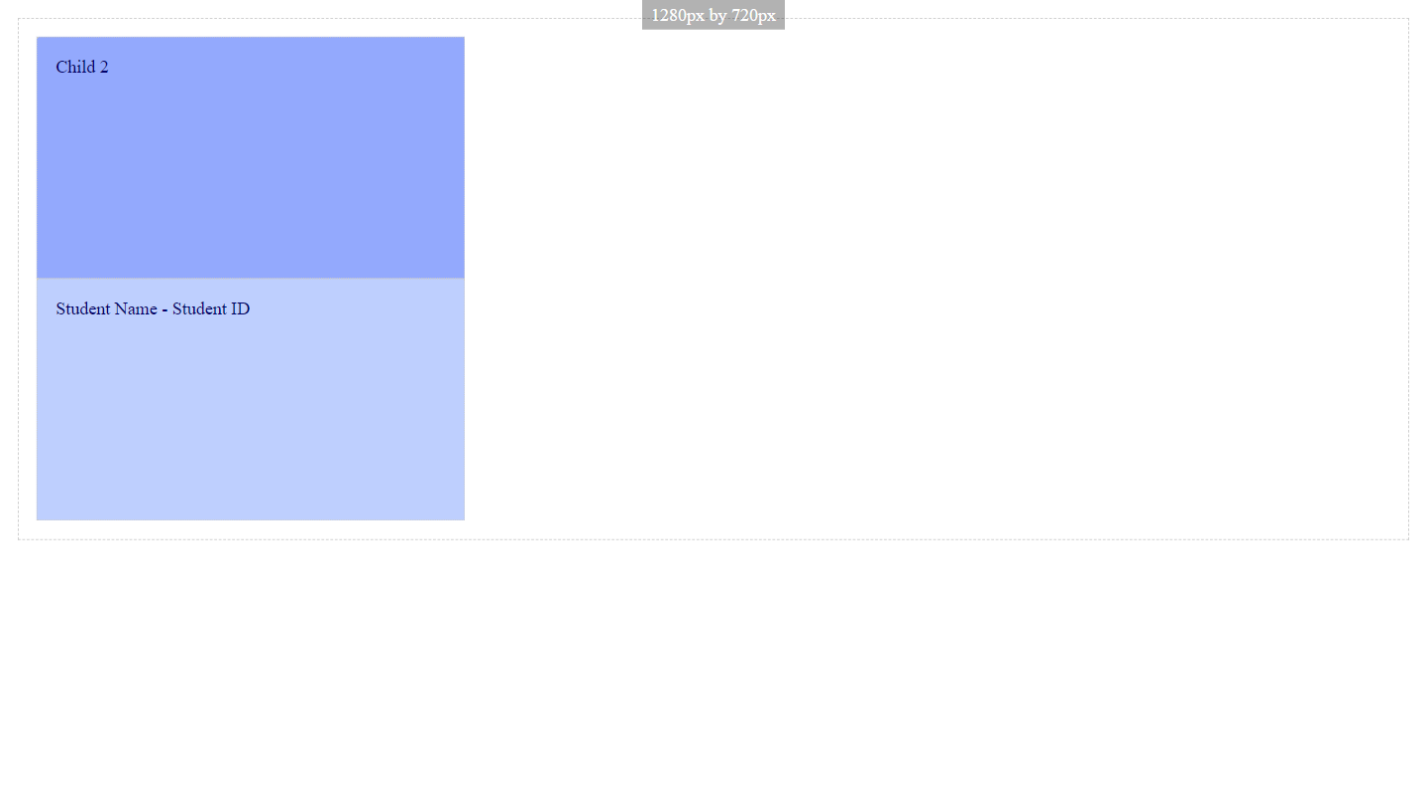 1280px by 720px
Child 2
Student Name - Student ID